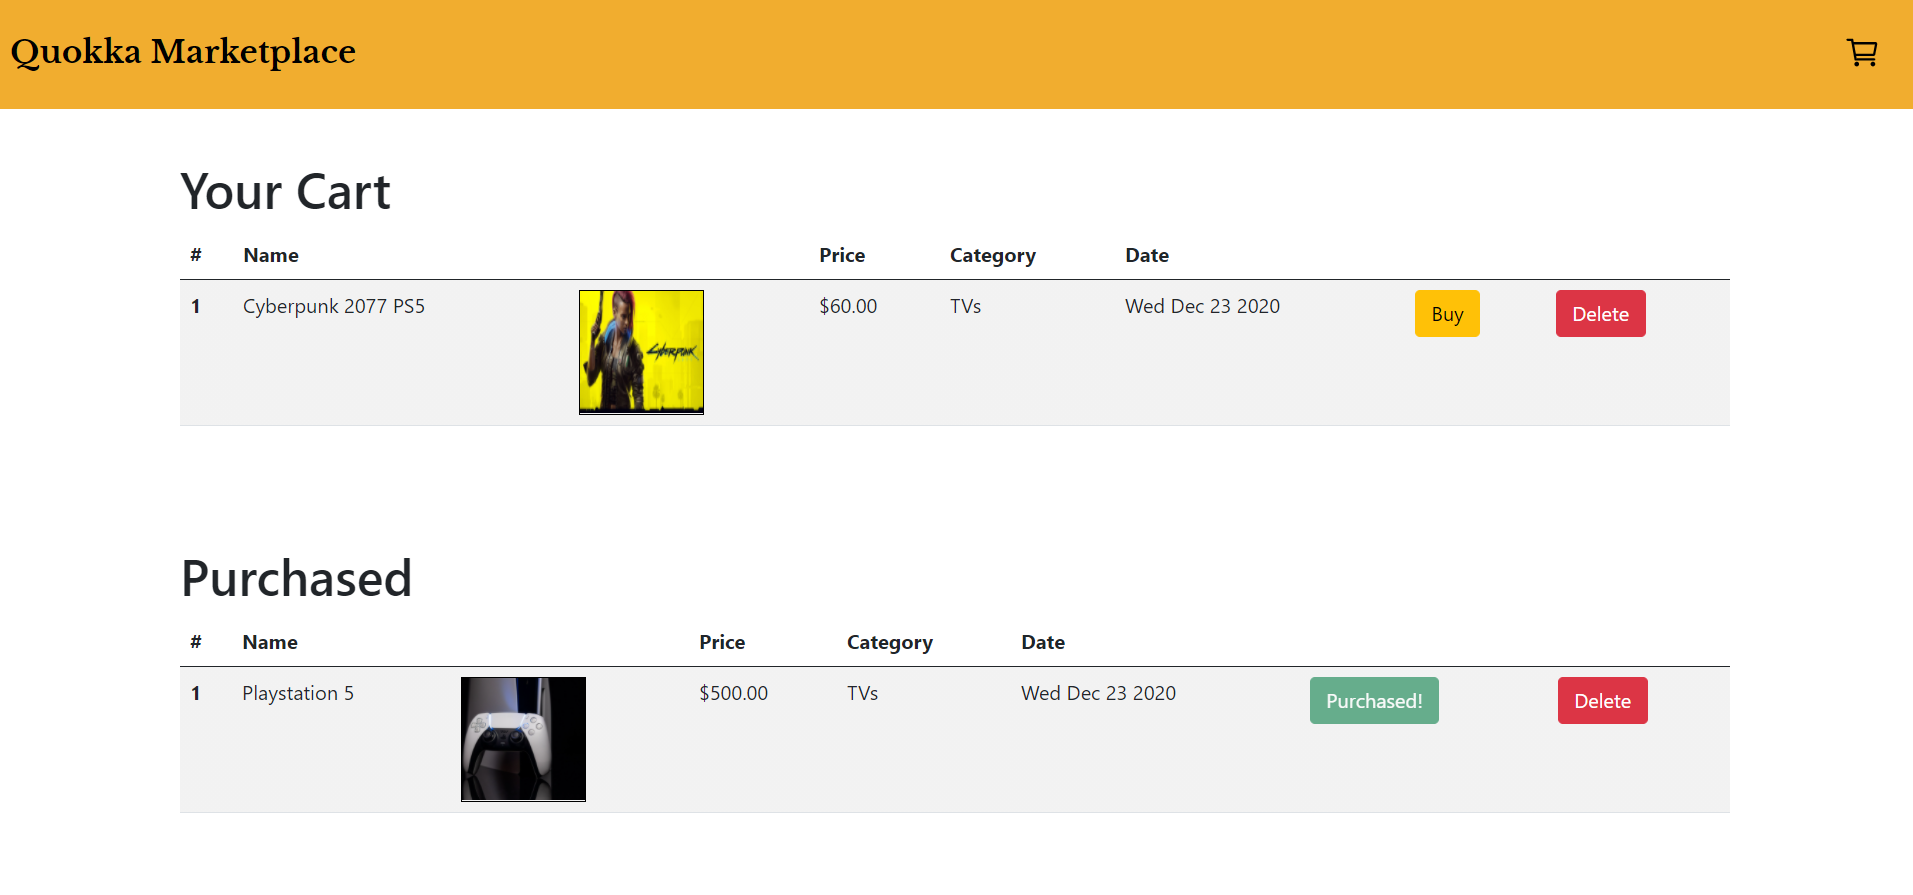 Quokka Marketplace
Your Cart
# Name Price Category Date
1 Cyberpunk 2077 PS5 CYBERPUNK $60.00 TVs Wed Dec 23 2020 Buy Delete
Purchased
# Name Price Category Date
1 Playstation 5 $500.00 TVs Wed Dec 23 2020 Purchased! Delete